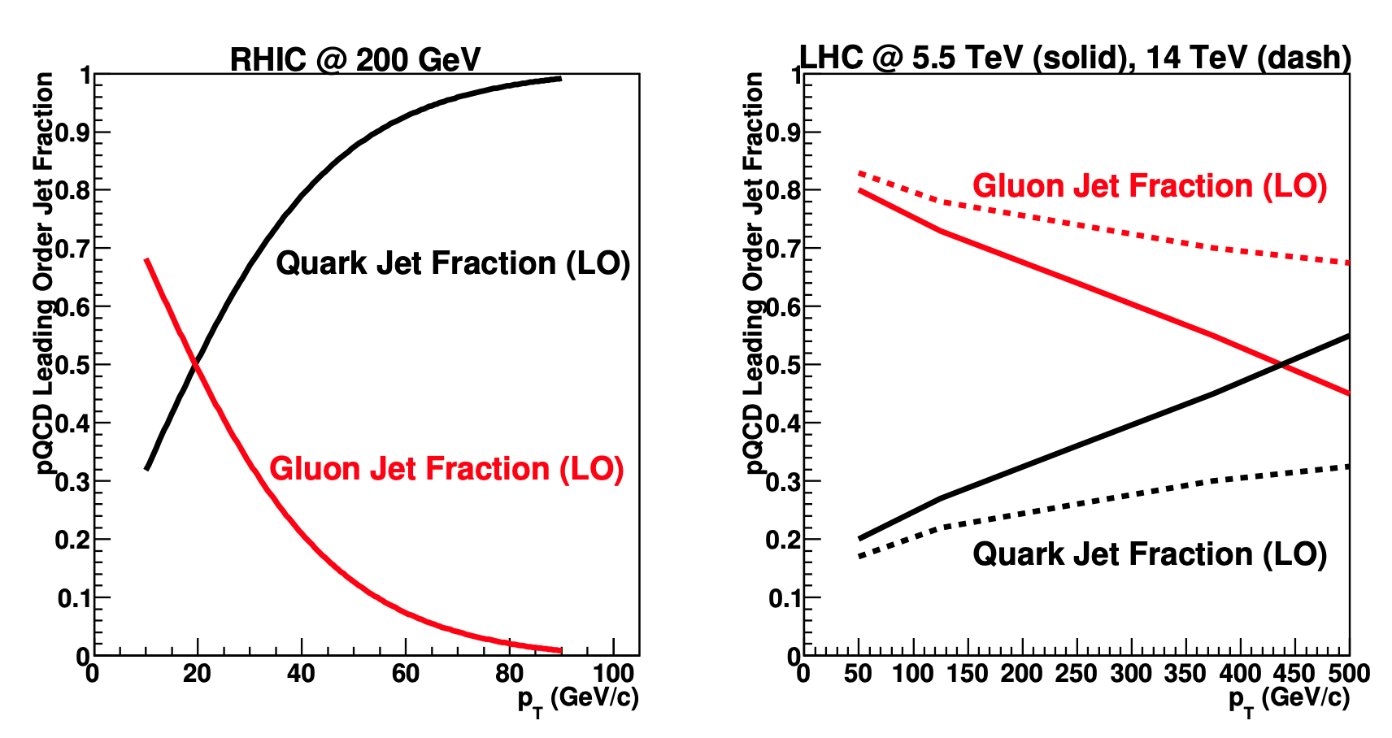 RHIC @ 200 GeV
pQCD Leading Order Jet Fraction
1
0.9
0.8
0.7
0.6
0.5
0.4
0.3
0.2
0.1
0
Quark Jet Fraction (LO)
Gluon Jet Fraction (LO)
0 20 40 60 80 100
pT (GeV/c)
LHC @ 5.5 TeV (solid), 14 TeV (dash)
pQCD Leading Order Jet Fraction
1
0.9
0.8
0.7
0.6
0.5
0.4
0.3
0.2
0.1
0
Gluon Jet Fraction (LO)
Quark Jet Fraction (LO)
0 50 100 150 200 250 300 350 400 450 500
pT (GeV/c)